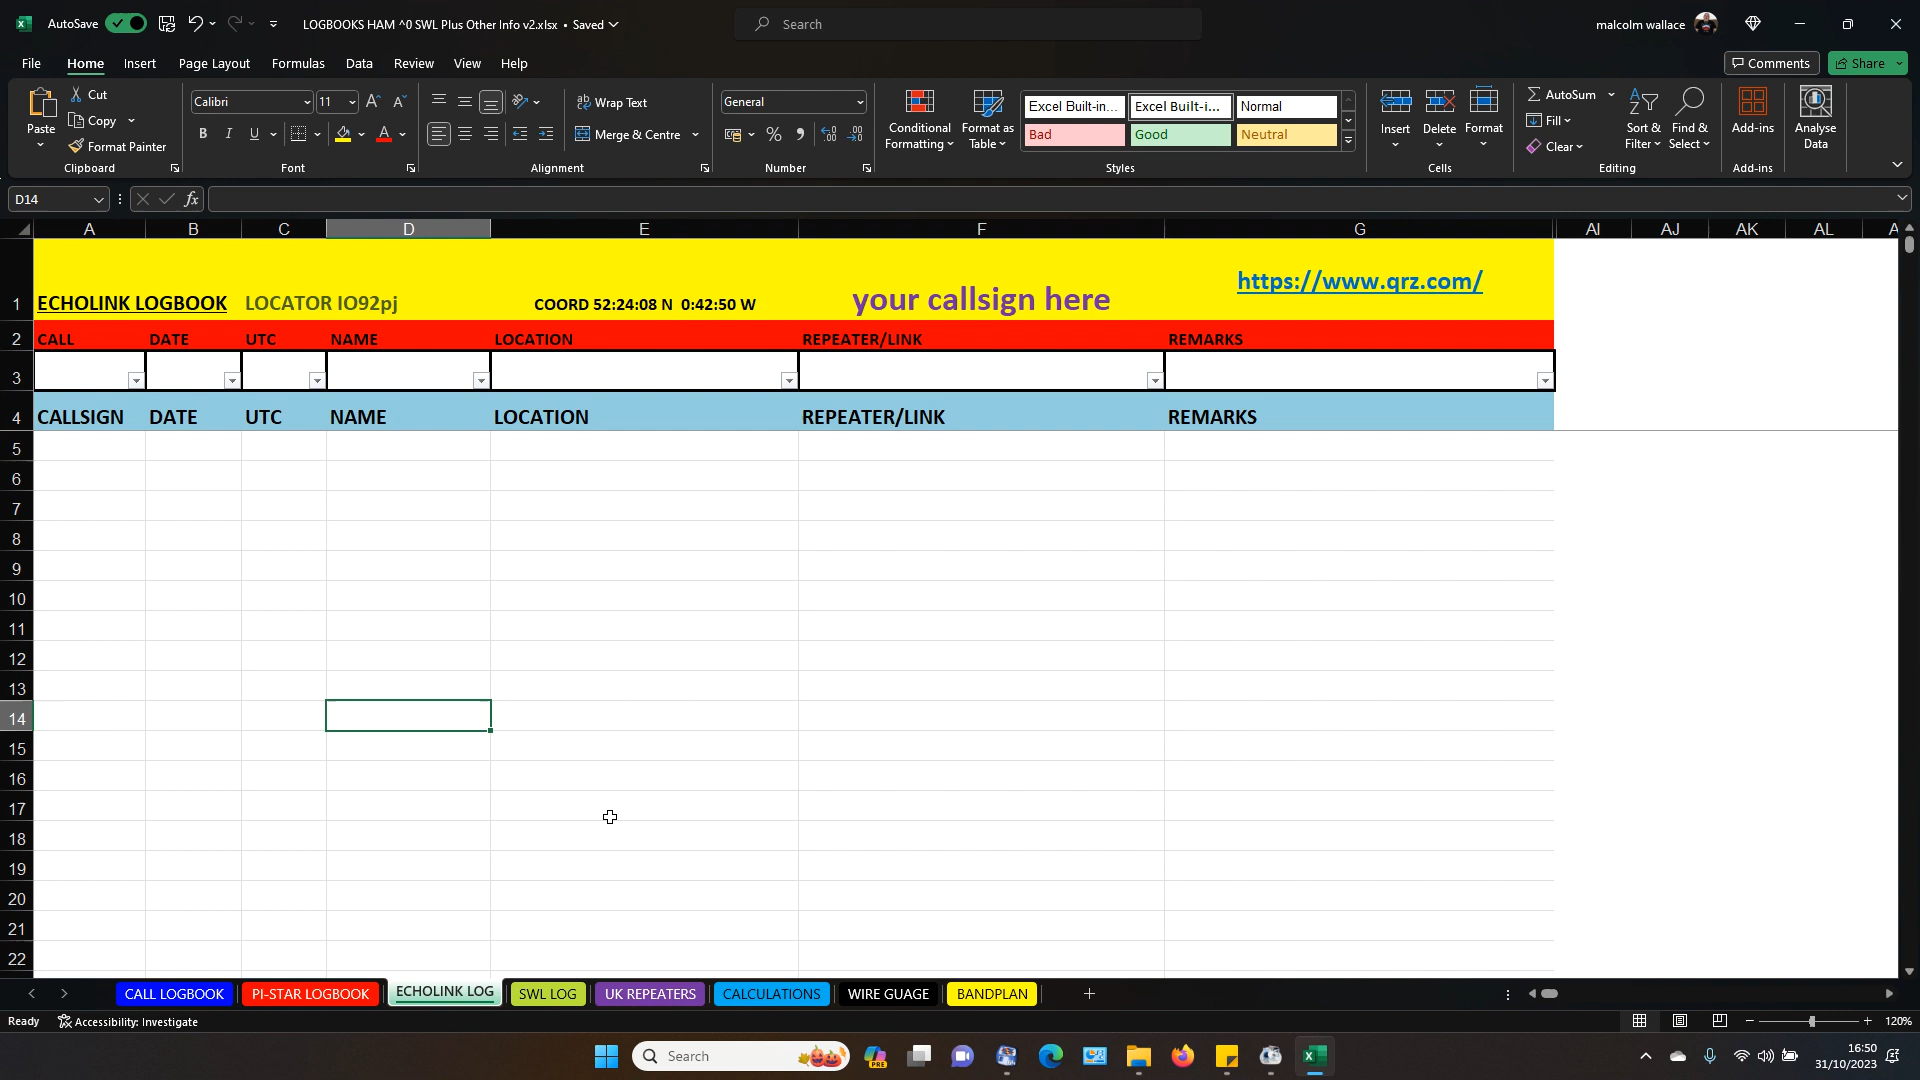 AutoSave
LOGBOOKS HAM ^0 SWL Plus Other Info v2.xlsx • Saved
Search
malcolm wallace
File Home Insert Page Layout Formulas Data Review View Help
Comments
Share
Paste
Cut
Copy
Format Painter
Clipboard
Calibri
11
B I U
Font
Wrap Text
Merge & Centre
Alignment
General
Number
Conditional Formatting
Format as Table
Excel Built-in...
Excel Built-i...
Normal
Bad
Good
Neutral
Styles
Insert
Delete
Format
Cells
AutoSum
Fill
Clear
Sort & Filter
Find & Select
Editing
Add-ins
Add-ins
Analyse Data
D14
fx
A B C D E F G AI AJ AK AL
1 ECHOLINK LOGBOOK LOCATOR IO92pj COORD 52:24:08 N 0:42:50 W your callsign here https://www.qrz.com/
2 CALL DATE UTC NAME LOCATION REPEATER/LINK REMARKS
3
4 CALLSIGN DATE UTC NAME LOCATION REPEATER/LINK REMARKS
5
6
7
8
9
10
11
12
13
14
15
16
17
18
19
20
21
22
CALL LOGBOOK PI-STAR LOGBOOK ECHOLINK LOG SWL LOG UK REPEATERS CALCULATIONS WIRE GUAGE BANDPLAN
Ready
Accessibility: Investigate
120%
Search
PRE
16:50
31/10/2023